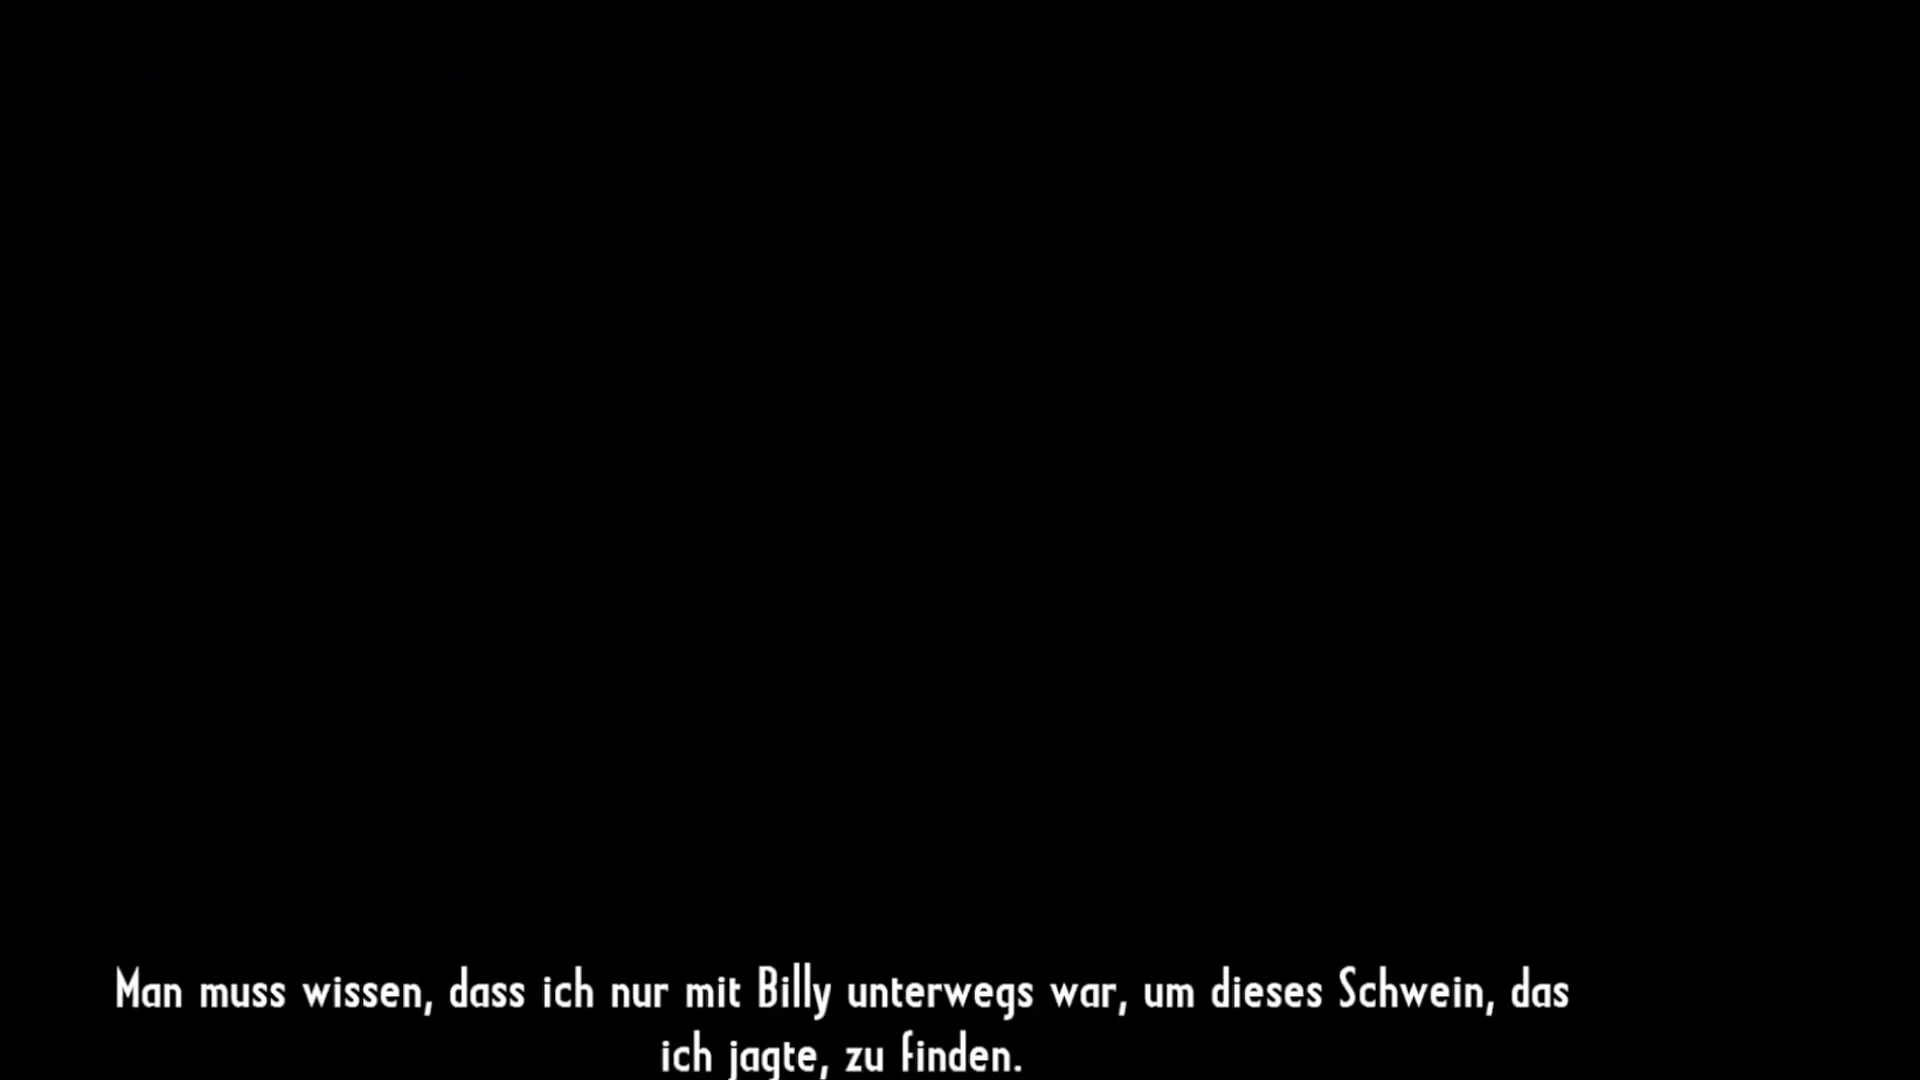 Man muss wissen, dass ich nur mit Billy unterwegs war, um dieses Schwein, das
ich jagte, zu finden.